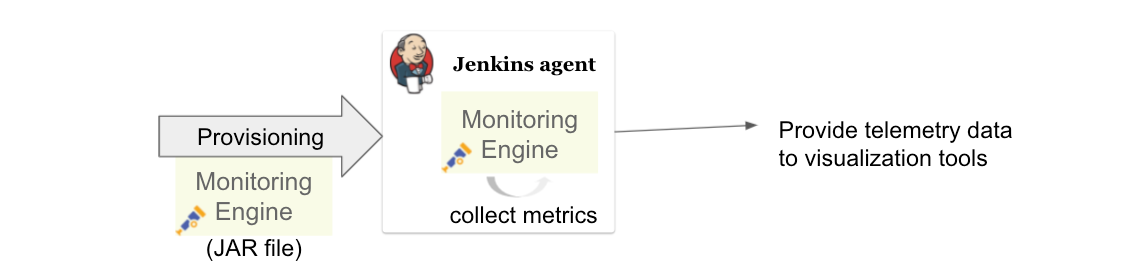 Provisioning
Monitoring
Engine
(JAR file)
Jenkins agent
Monitoring
Engine
collect metrics
Provide telemetry data
to visualization tools